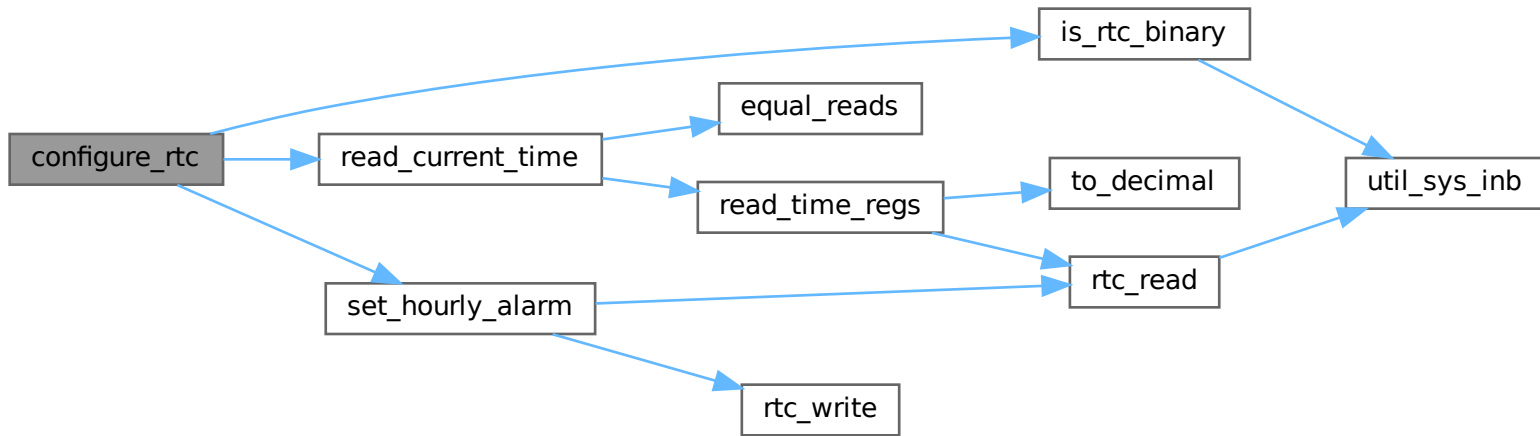 configure_rtc
is_rtc_binary
read_current_time
equal_reads
read_time_regs
to_decimal
set_hourly_alarm
rtc_read
rtc_write
util_sys_inb